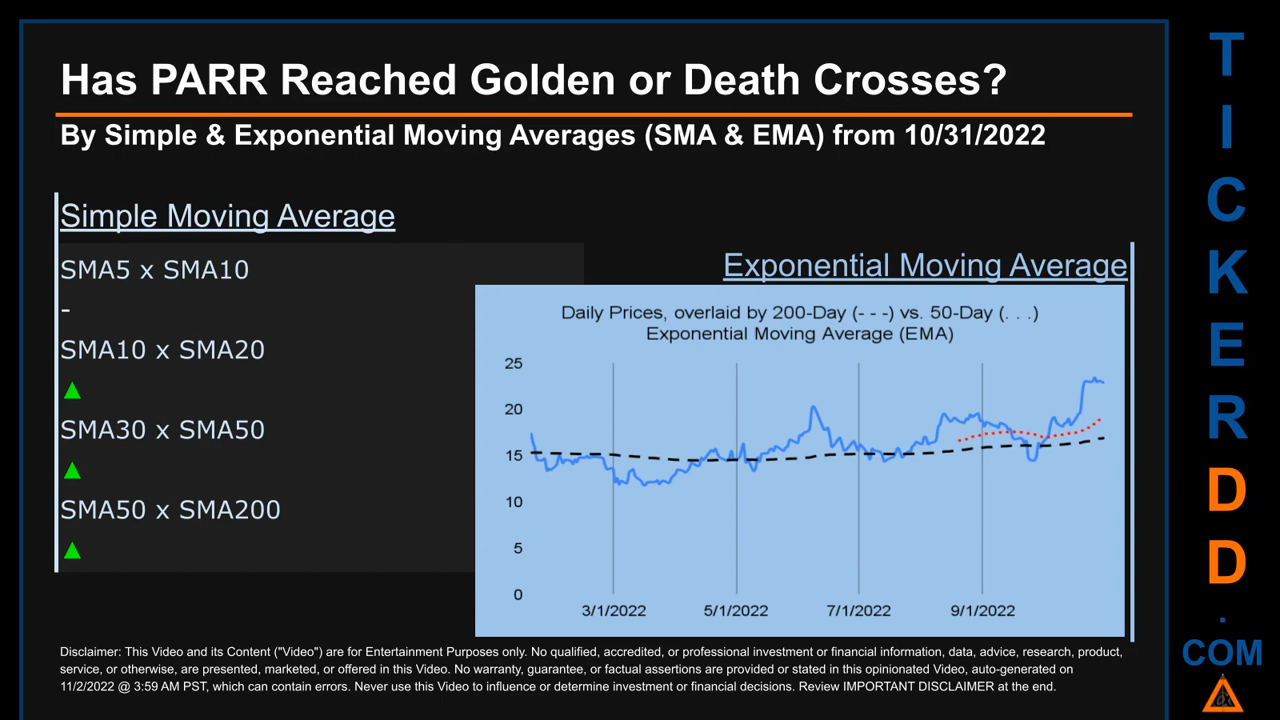 Has PARR Reached Golden or Death Crosses?
By Simple & Exponential Moving Averages (SMA & EMA) from 10/31/2022
Simple Moving Average
SMA5 x SMA10
-
SMA10 x SMA20
▲
SMA30 x SMA50
▲
SMA50 x SMA200
▲
Exponential Moving Average
Daily Prices, overlaid by 200-Day (- - -) vs. 50-Day (. . .)
Exponential Moving Average (EMA)
25
20
15
10
5
0
3/1/2022 5/1/2022 7/1/2022 9/1/2022
Disclaimer: This Video and its Content ("Video") are for Entertainment Purposes only. No qualified, accredited, or professional investment or financial information, data, advice, research, product,
service, or otherwise, are presented, marketed, or offered in this Video. No warranty, guarantee, or factual assertions are provided or stated in this opinionated Video, auto-generated on
11/2/2022 @ 3:59 AM PST, which can contain errors. Never use this Video to influence or determine investment or financial decisions. Review IMPORTANT DISCLAIMER at the end.
T
I
C
K
E
R
D
D
.
COM